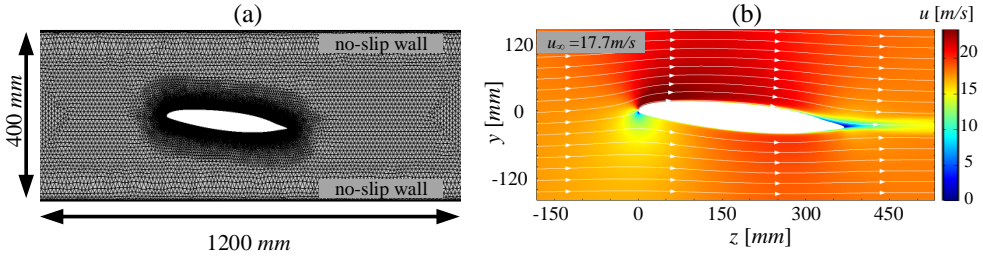 (a)
no-slip wall
400 mm
no-slip wall
1200 mm
(b)
u [m/s]
u∞ =17.7m/s
120
0
-120
y [mm]
-150 0 150 300 450
z [mm]
20
15
10
5
0